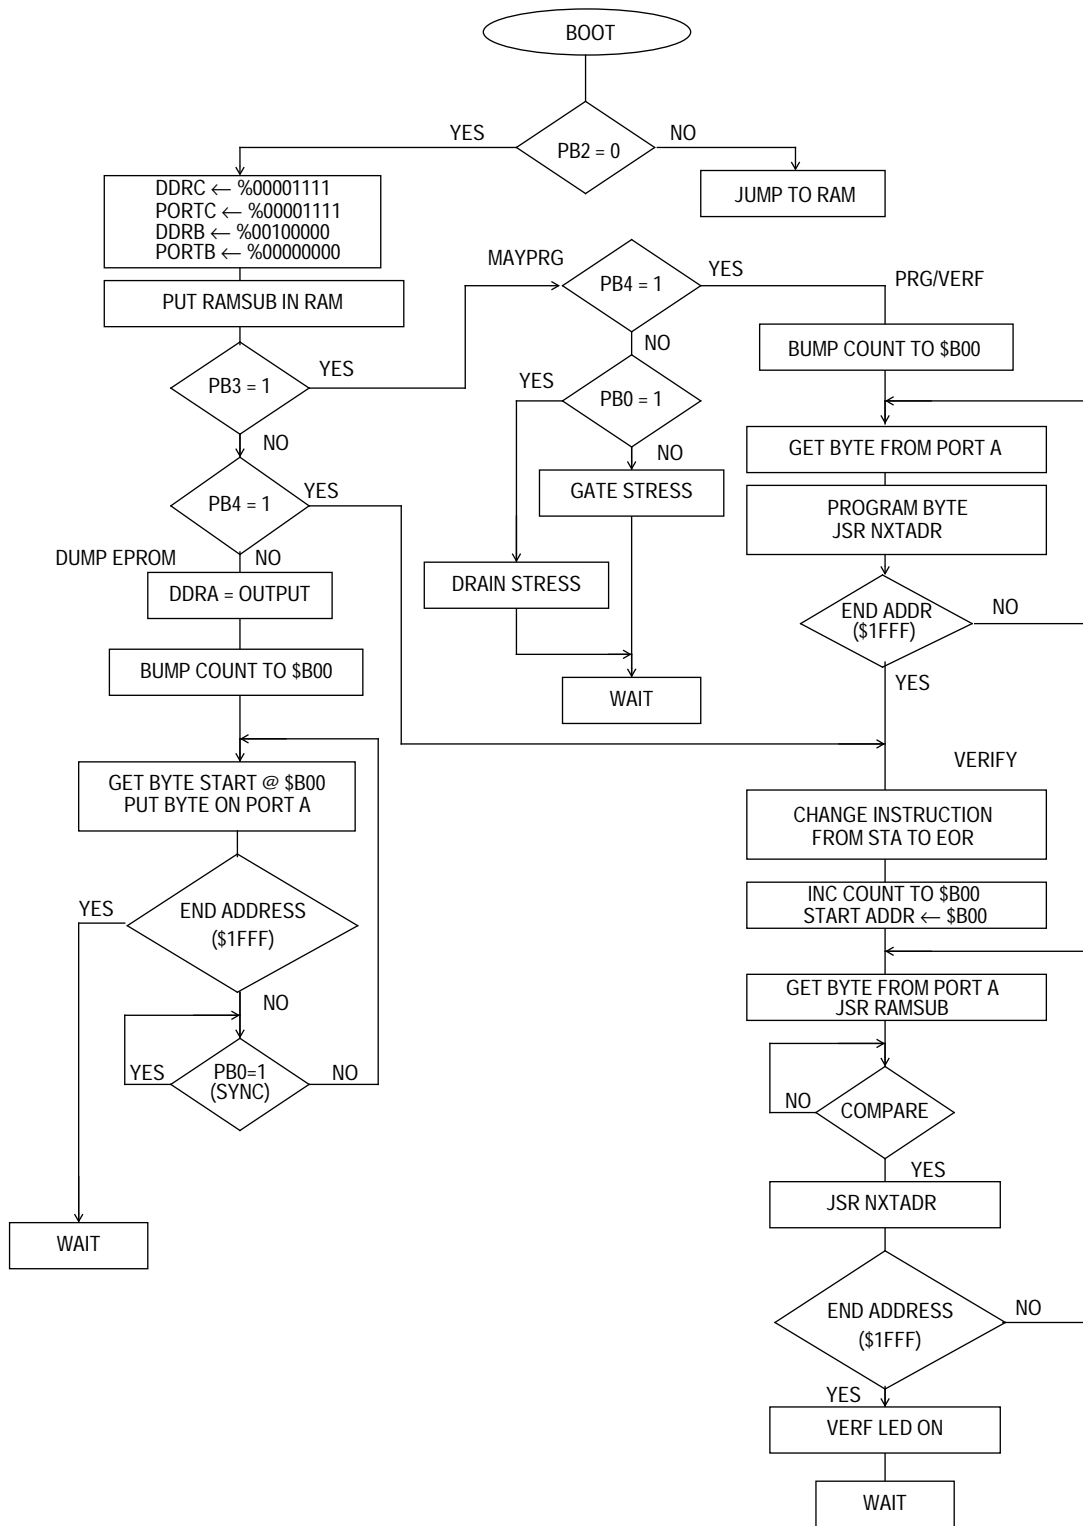 BOOT
YES
NO
PB2 = 0
DDRC ← %00001111
PORTC ← %00001111
DDRB ← %00100000
PORTB ← %00000000
JUMP TO RAM
MAYPRG
PB4 = 1
YES
PRG/VERF
PUT RAMSUB IN RAM
NO
BUMP COUNT TO $B00
PB3 = 1
YES
YES
PB0 = 1
NO
NO
GET BYTE FROM PORT A
PB4 = 1
YES
GATE STRESS
PROGRAM BYTE
JSR NXTADR
DUMP EPROM
NO
DDRA = OUTPUT
DRAIN STRESS
END ADDR
($1FFF)
NO
BUMP COUNT TO $B00
YES
WAIT
VERIFY
GET BYTE START @ $B00
PUT BYTE ON PORT A
CHANGE INSTRUCTION
FROM STA TO EOR
YES
END ADDRESS
($1FFF)
INC COUNT TO $B00
START ADDR ← $B00
NO
GET BYTE FROM PORT A
JSR RAMSUB
YES
PB0=1
(SYNC)
NO
NO
COMPARE
YES
JSR NXTADR
WAIT
END ADDRESS
($1FFF)
NO
YES
VERF LED ON
WAIT